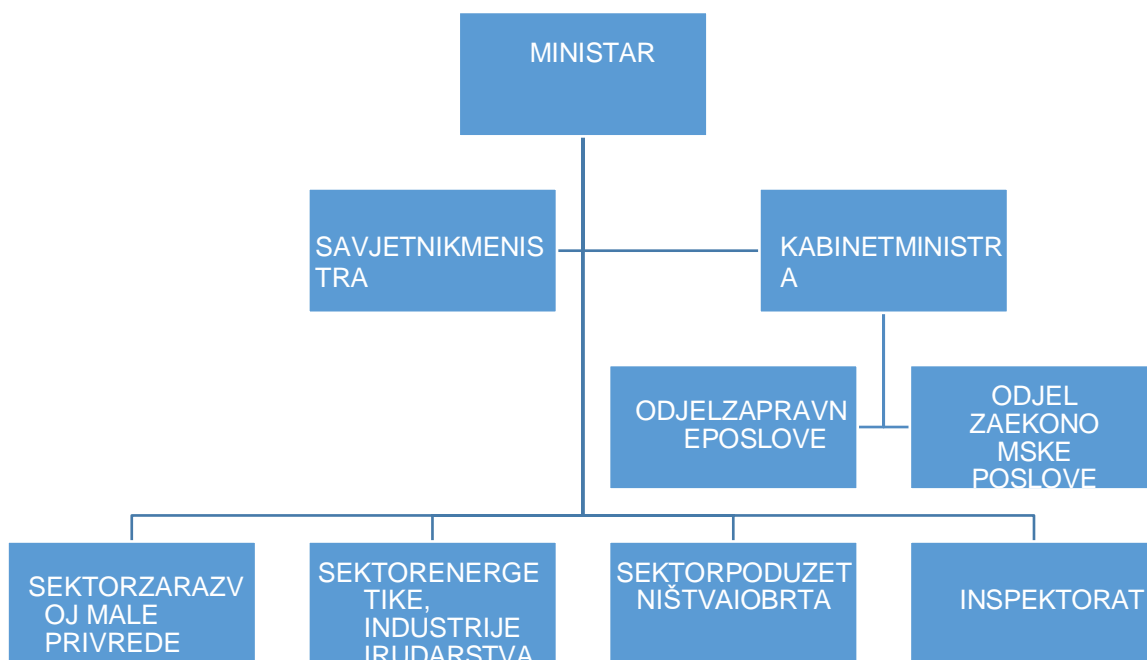 MINISTAR
SAVJETNIKMENIS
TRA
KABINETMINISTR
A
ODJELZAPRAVN
EPOSLOVE
ODJEL
ZAEKONO
MSKE
POSLOVE
SEKTORZARAZV
OJ MALE
PRIVREDE
SEKTORENERGE
TIKE,
INDUSTRIJE
IRUDARSTVA
SEKTORPODUZET
NIŠTVAIOBRTA
INSPEKTORAT